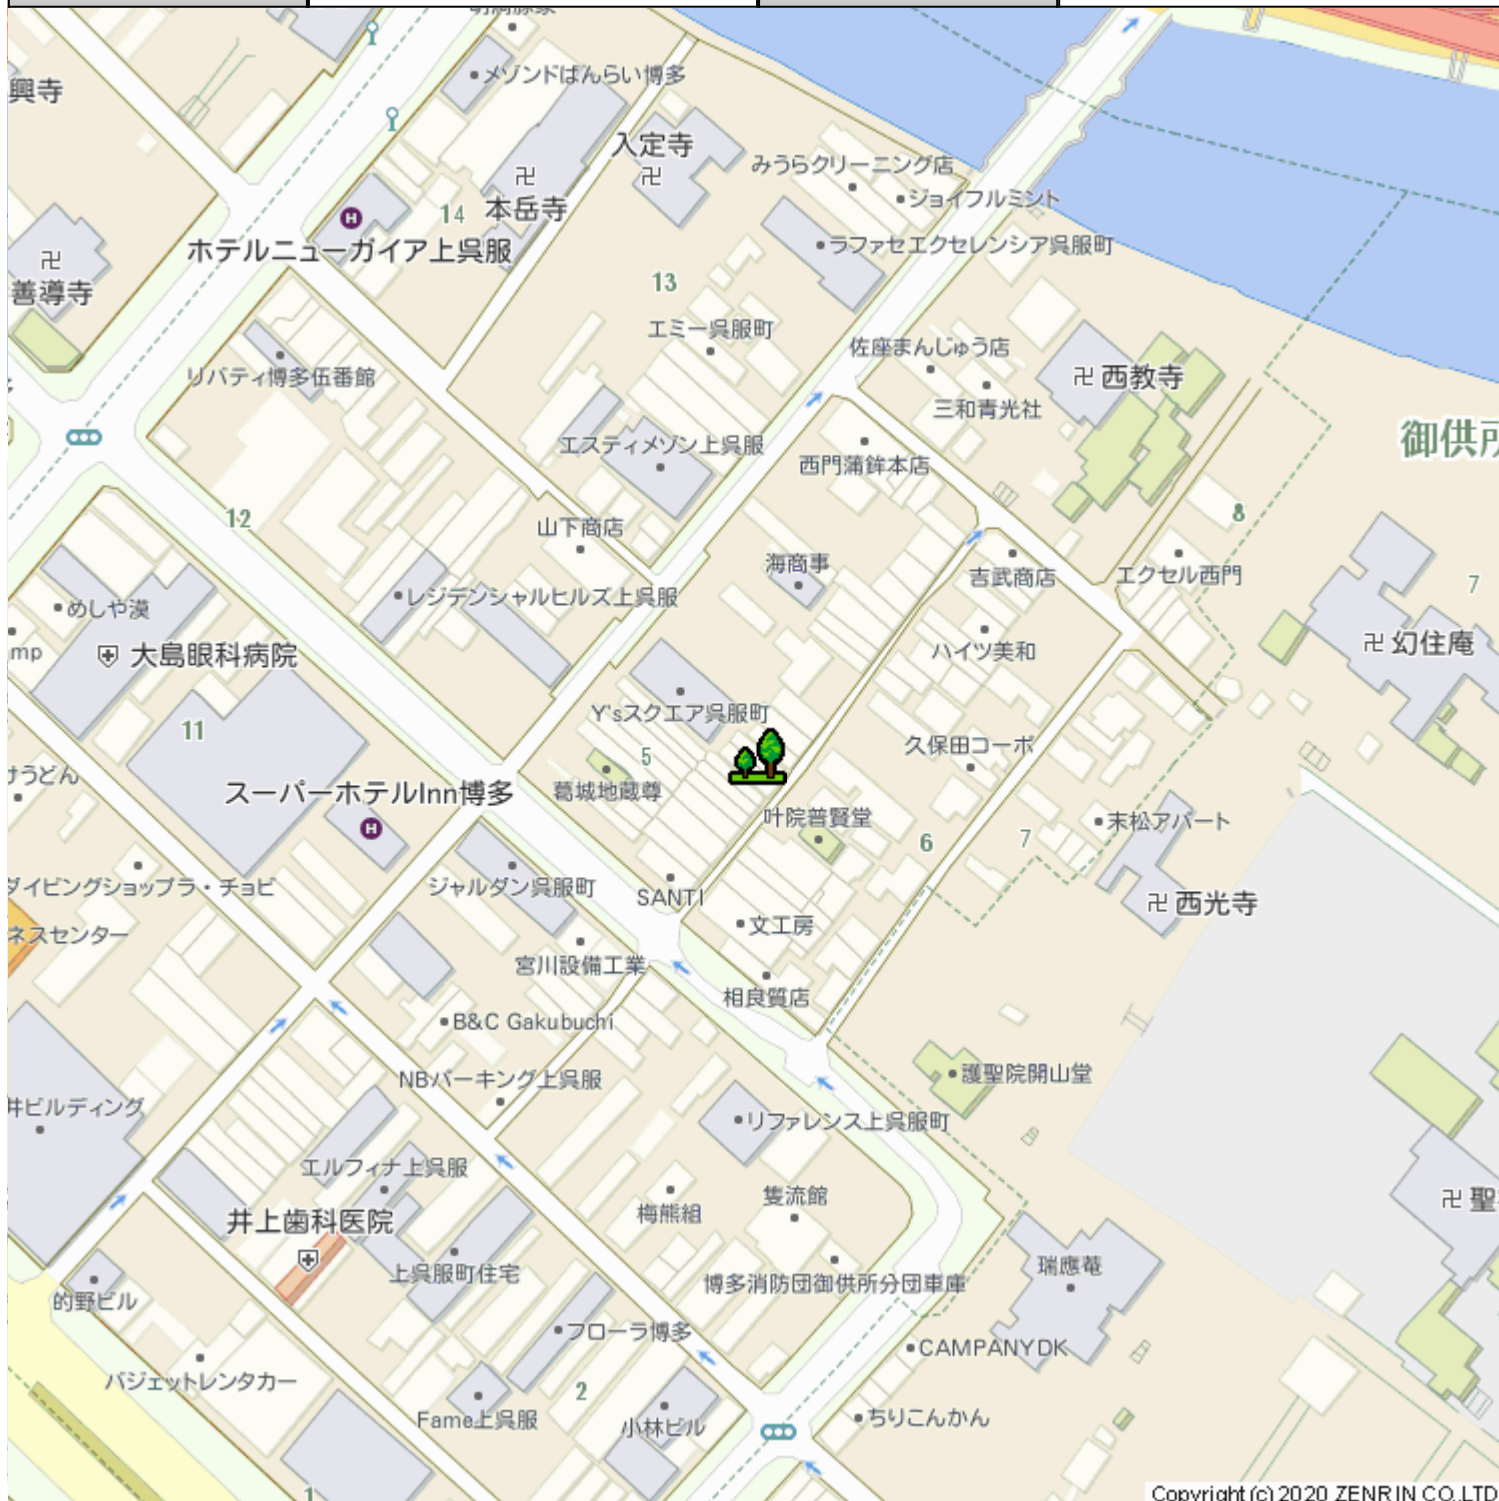 メゾンドばんらい博多
興寺
入定寺
みうらクリーニング店
ジョイフルミント
14
本岳寺
ホテルニューガイア上呉服
ラファセエクセレンシア呉服町
善導寺
13
エミー呉服町
佐座まんじゅう店
リバティ博多伍番館
西教寺
三和青光社
エスティメゾン上呉服
西門蒲鉾本店
御供所
12
山下商店
8
海商事
吉武商店
エクセル西門
7
めしや漠
レジデンシャルヒルズ上呉服
mp
大島眼科病院
ハイツ美和
幻住庵
Y'sスクエア呉服町
11
5
久保田コーポ
けうどん
スーパーホテルInn博多
葛城地蔵尊
叶院普賢堂
末松アパート
6
7
ダイビングショップラ・チョビ
ジャルダン呉服町
SANTI
西光寺
文工房
ネスセンター
宮川設備工業
相良質店
B&C Gakubuchi
NBパーキング上呉服
護聖院開山堂
井ビルディング
リファレンス上呉服町
エルフィナ上呉服
隻流館
梅熊組
聖
井上歯科医院
上呉服町住宅
博多消防団御供所分団車庫
瑞應菴
的野ビル
フローラ博多
CAMPANYDK
バジェットレンタカー
2
Fame上呉服
小林ビル
ちりこんかん
1
Copyright (c) 2020 ZENRIN CO.,LTD